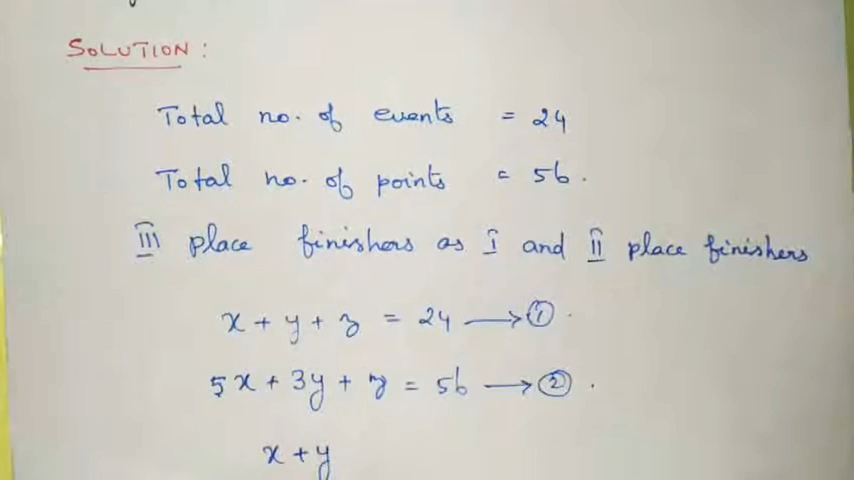 SOLUTION :
Total no. of events = 24
Total no. of points = 56.
III place finishers as I and II place finishers
x + y + z = 24 → ①.
5x + 3y + z = 56 → ②.
x + y